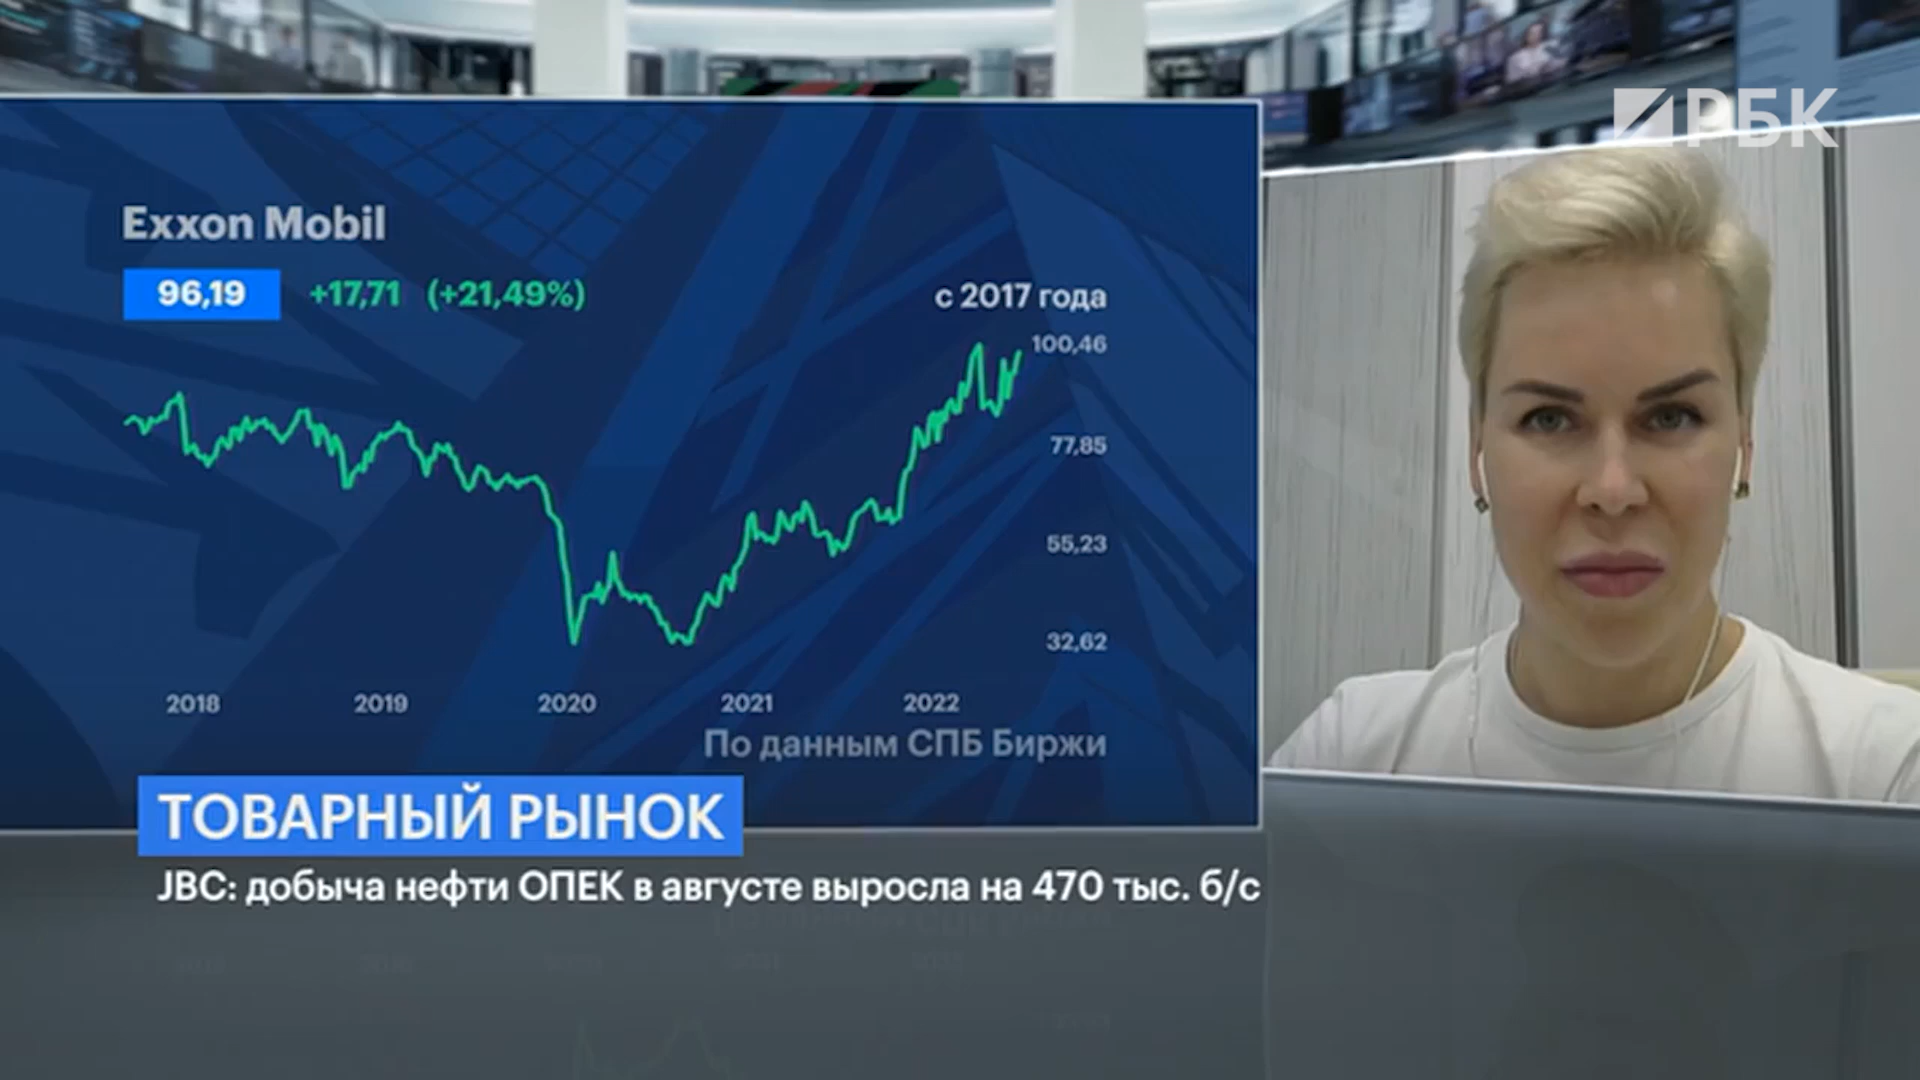 РБК
Exxon Mobil
96,19 +17,71 (+21,49%)
с 2017 года
100,46
77,85
55,23
32,62
2018 2019 2020 2021 2022
По данным СПБ Биржи
ТОВАРНЫЙ РЫНОК
JBC: добыча нефти ОПЕК в августе выросла на 470 тыс. б/с